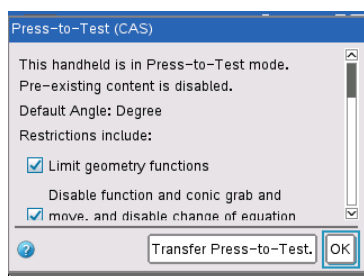 Press-to-Test (CAS)
This handheld is in Press-to-Test mode.
Pre-existing content is disabled.
Default Angle: Degree
Restrictions include:
Limit geometry functions
Disable function and conic grab and
move, and disable change of equation
?
Transfer Press-to-Test.
OK